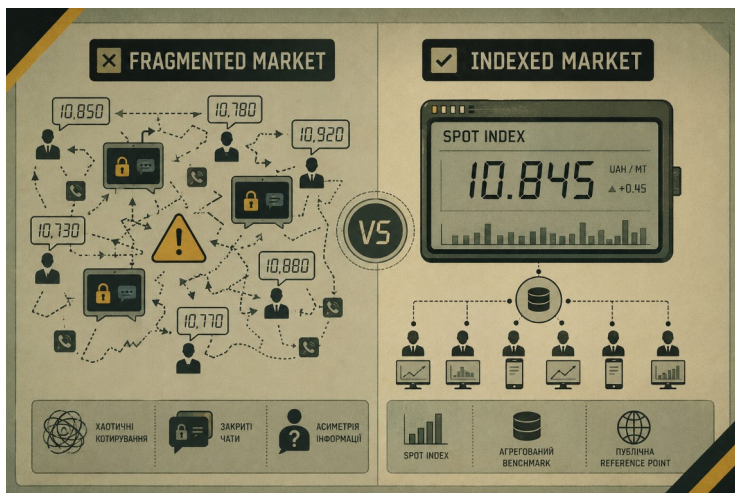 FRAGMENTED MARKET
10,850
10,780
10,920
10,730
10,880
10,770
ХАОТИЧНІ
КОТИРУВАННЯ
ЗАКРИТІ
ЧАТИ
АСИМЕТРІЯ
ІНФОРМАЦІЇ
VS
INDEXED MARKET
SPOT INDEX
10.845
UAH / MT
▲ +0.45
SPOT INDEX
АГРЕГОВАНИЙ
BENCHMARK
ПУБЛІЧНА
REFERENCE POINT